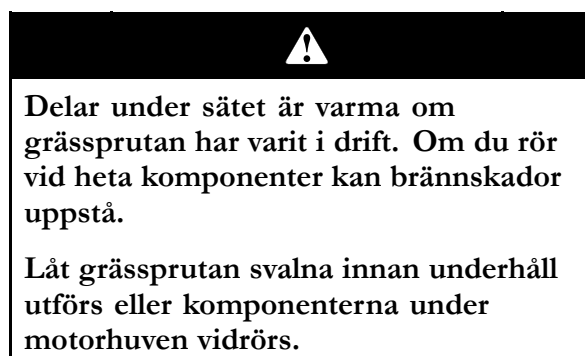 Delar under sätet är varma om
grässprutan har varit i drift. Om du rör
vid heta komponenter kan brännskador
uppstå.
Låt grässprutan svalna innan underhåll
utförs eller komponenterna under
motorhuven vidrörs.